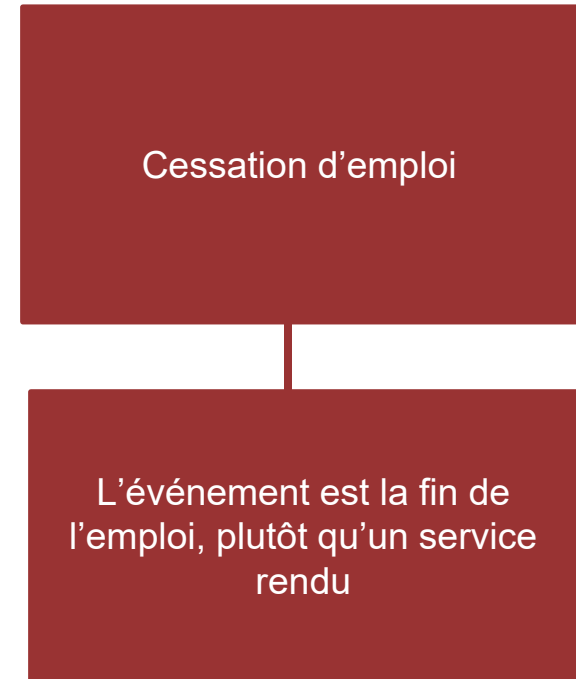 Cessation d’emploi
L’événement est la fin de
l’emploi, plutôt qu’un service
rendu